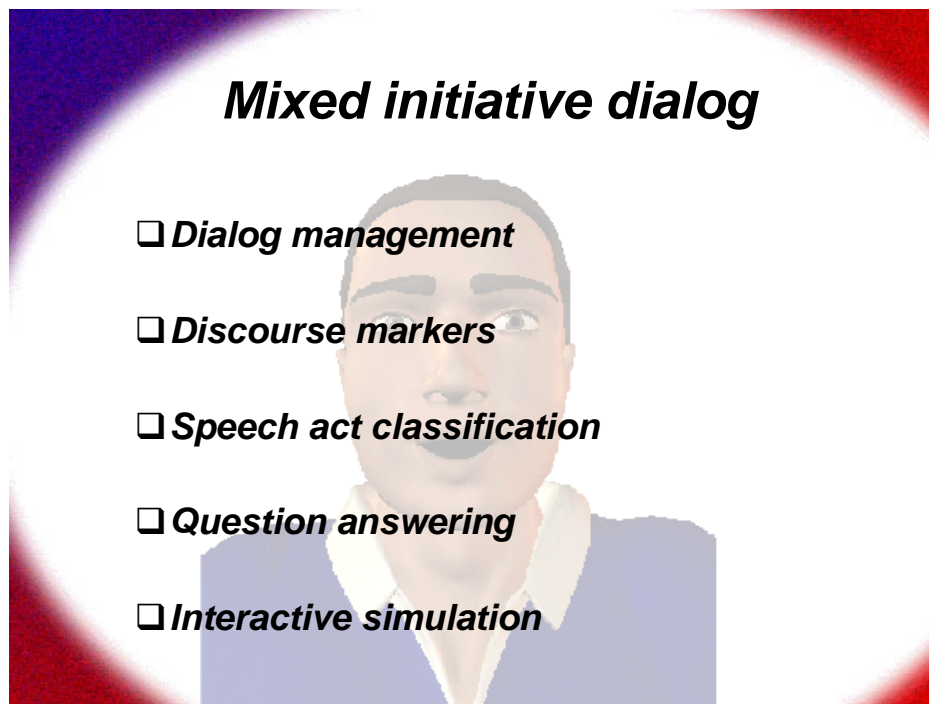 Mixed initiative dialog
❑ Dialog management
❑ Discourse markers
❑ Speech act classification
❑ Question answering
❑ Interactive simulation